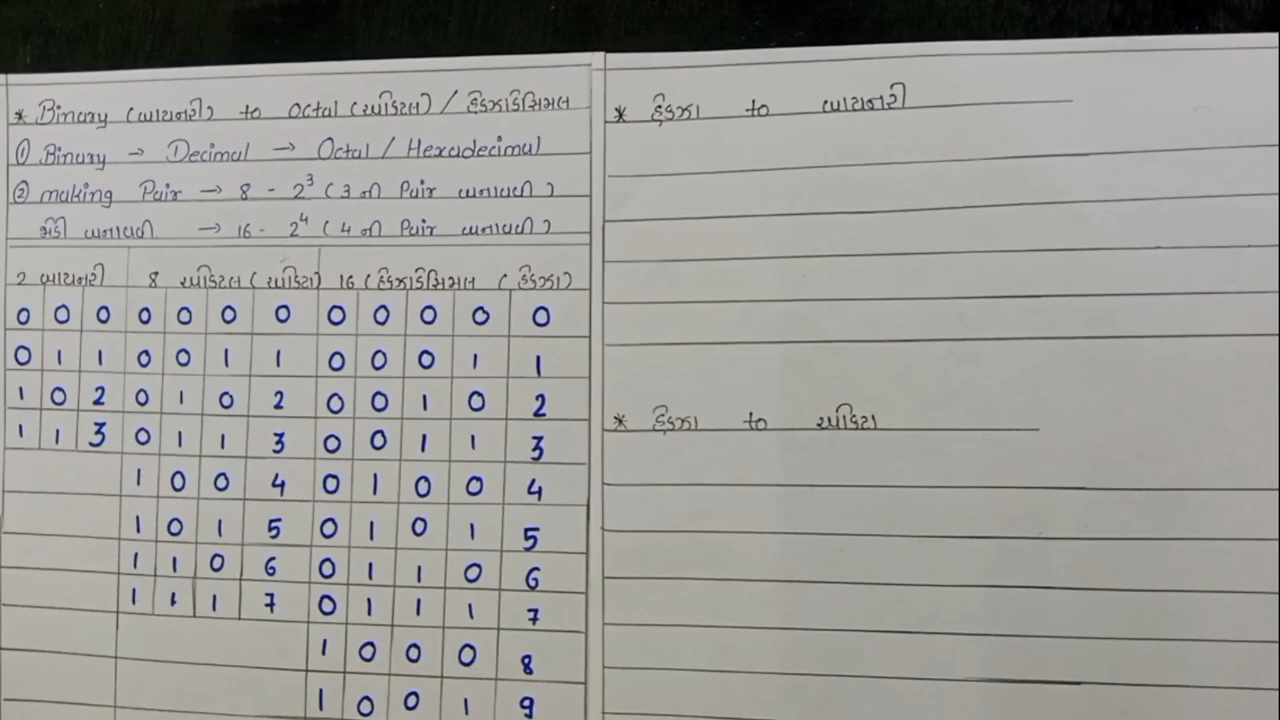 * Binary (બાયનરી) to Octal (ઓક્ટિલ) / હેક્ઝાડેસિમલ
① Binary → Decimal → Octal / Hexadecimal
② making Pair → 8 - 2³ (3 ની Pair બનાવવી)
બનાવવી → 16 - 2⁴ (4 ની Pair બનાવવી)
2 બાયનરી 8 16
0 0 0 0 0 0 0 0 0 0 0 0
0 1 1 0 0 1 1 0 0 0 1 1
1 0 2 0 1 0 2 0 0 1 0 2
1 1 3 0 1 1 3 0 0 1 1 3
1 0 0 4 0 1 0 0 4
1 0 1 5 0 1 0 1 5
1 1 0 6 0 1 1 0 6
1 1 1 7 0 1 1 1 7
1 0 0 0 8
1 0 0 1 9
* હેક્ઝા to બાયનરી
* હેક્ઝા to ઓક્ટા